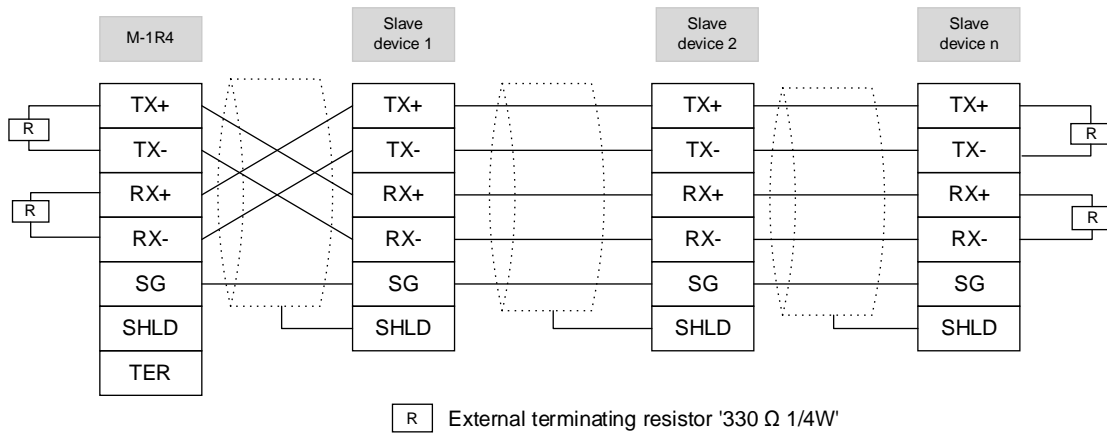 M-1R4
Slave
device 1
Slave
device 2
Slave
device n
TX+ TX+ TX+ TX+
R R
TX- TX- TX- TX-
RX+ RX+ RX+ RX+
R R
RX- RX- RX- RX-
SG SG SG SG
SHLD SHLD SHLD SHLD
TER
R External terminating resistor '330 Ω 1/4W'